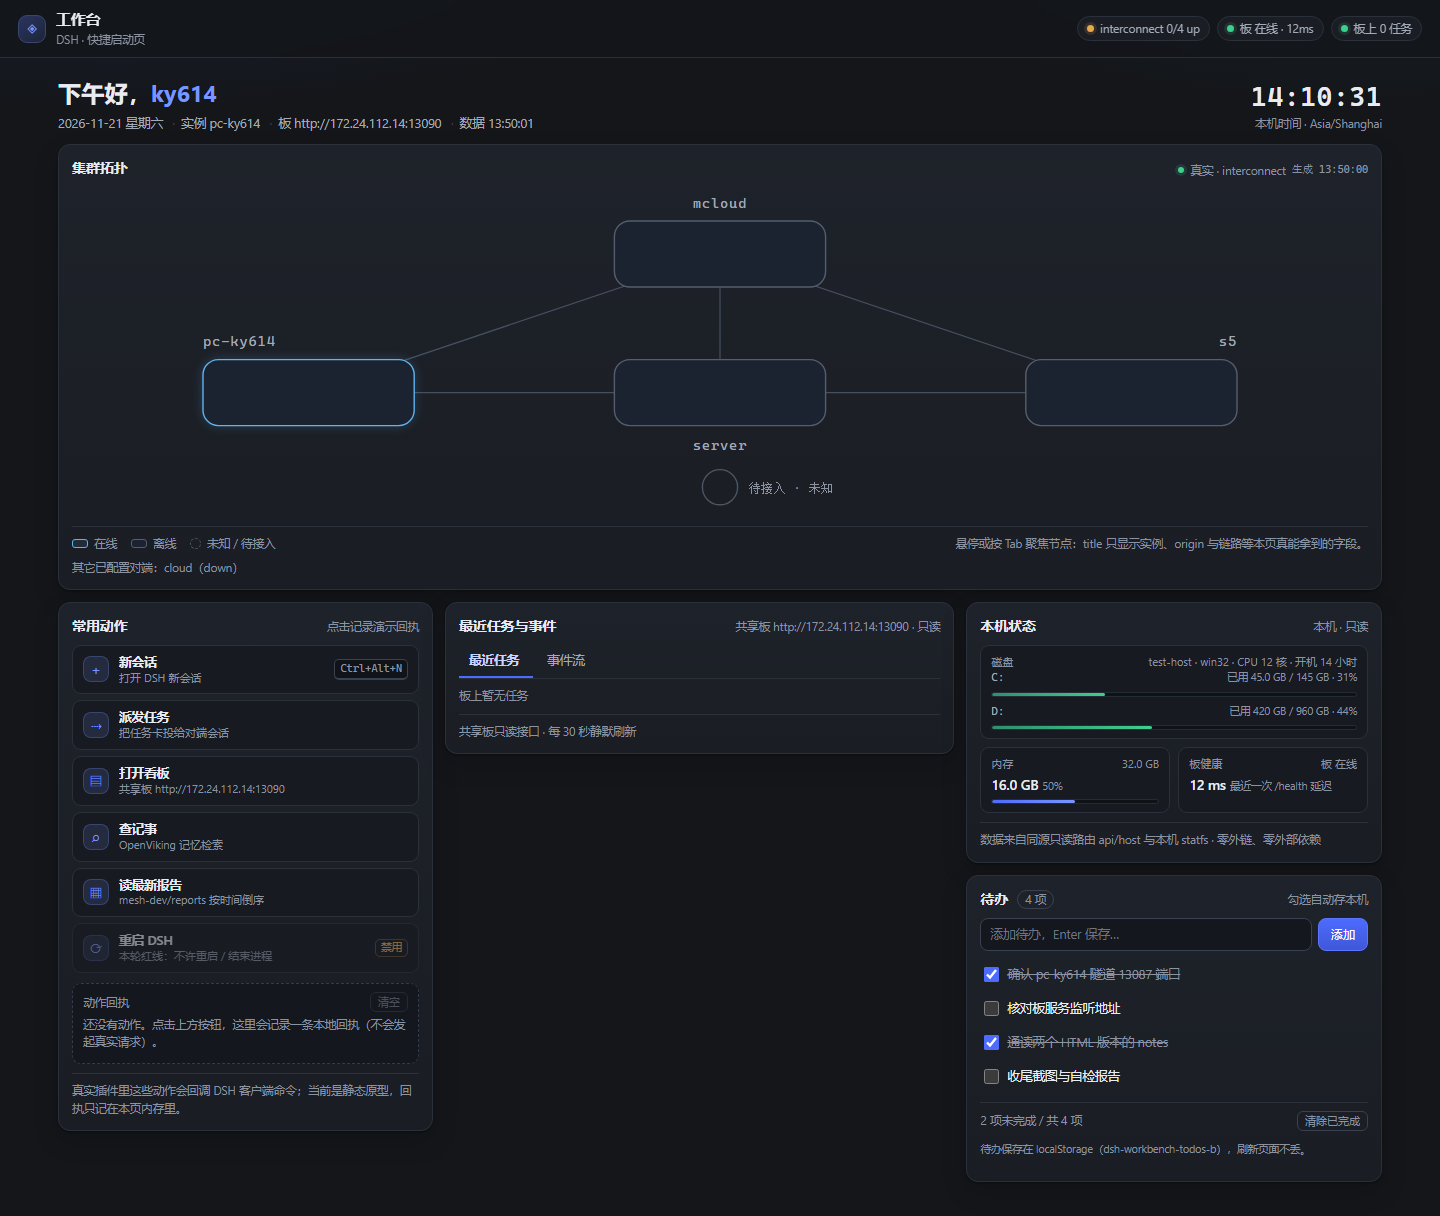 工作台
DSH · 快捷启动页
interconnect 0/4 up
板 在线 · 12ms
板上 0 任务
下午好，ky614
2026-11-21 星期六 · 实例 pc-ky614 · 板 http://172.24.112.14:13090 · 数据 13:50:01
14:10:31
本机时间 · Asia/Shanghai
集群拓扑
真实 · interconnect 生成 13:50:00
mcloud
pc-ky614
s5
server
待接入 · 未知
在线 离线 未知 / 待接入
悬停或按 Tab 聚焦节点：title 只显示实例、origin 与链路等本页真能拿到的字段。
其它已配置对端：cloud（down）
常用动作
点击记录演示回执
新会话
打开 DSH 新会话
Ctrl+Alt+N
派发任务
把任务卡投给对端会话
打开看板
共享板 http://172.24.112.14:13090
查记事
OpenViking 记忆检索
读最新报告
mesh-dev/reports 按时间倒序
重启 DSH
本轮红线：不许重启 / 结束进程
禁用
动作回执
清空
还没有动作。点击上方按钮，这里会记录一条本地回执（不会发
起真实请求）。
真实插件里这些动作会回调 DSH 客户端命令；当前是静态原型，回
执只记在本页内存里。
最近任务与事件
共享板 http://172.24.112.14:13090 · 只读
最近任务 事件流
板上暂无任务
共享板只读接口 · 每 30 秒静默刷新
本机状态
本机 · 只读
磁盘
test-host · win32 · CPU 12 核 · 开机 14 小时
C:
已用 45.0 GB / 145 GB · 31%
D:
已用 420 GB / 960 GB · 44%
内存
32.0 GB
16.0 GB 50%
板健康
板 在线
12 ms 最近一次 /health 延迟
数据来自同源只读路由 api/host 与本机 statfs · 零外链、零外部依赖
待办
4 项
勾选自动存本机
添加待办，Enter 保存…
添加
确认 pc-ky614 隧道 13087 端口
核对板服务监听地址
通读两个 HTML 版本的 notes
收尾截图与自检报告
2 项未完成 / 共 4 项
清除已完成
待办保存在 localStorage（dsh-workbench-todos-b），刷新页面不丢。